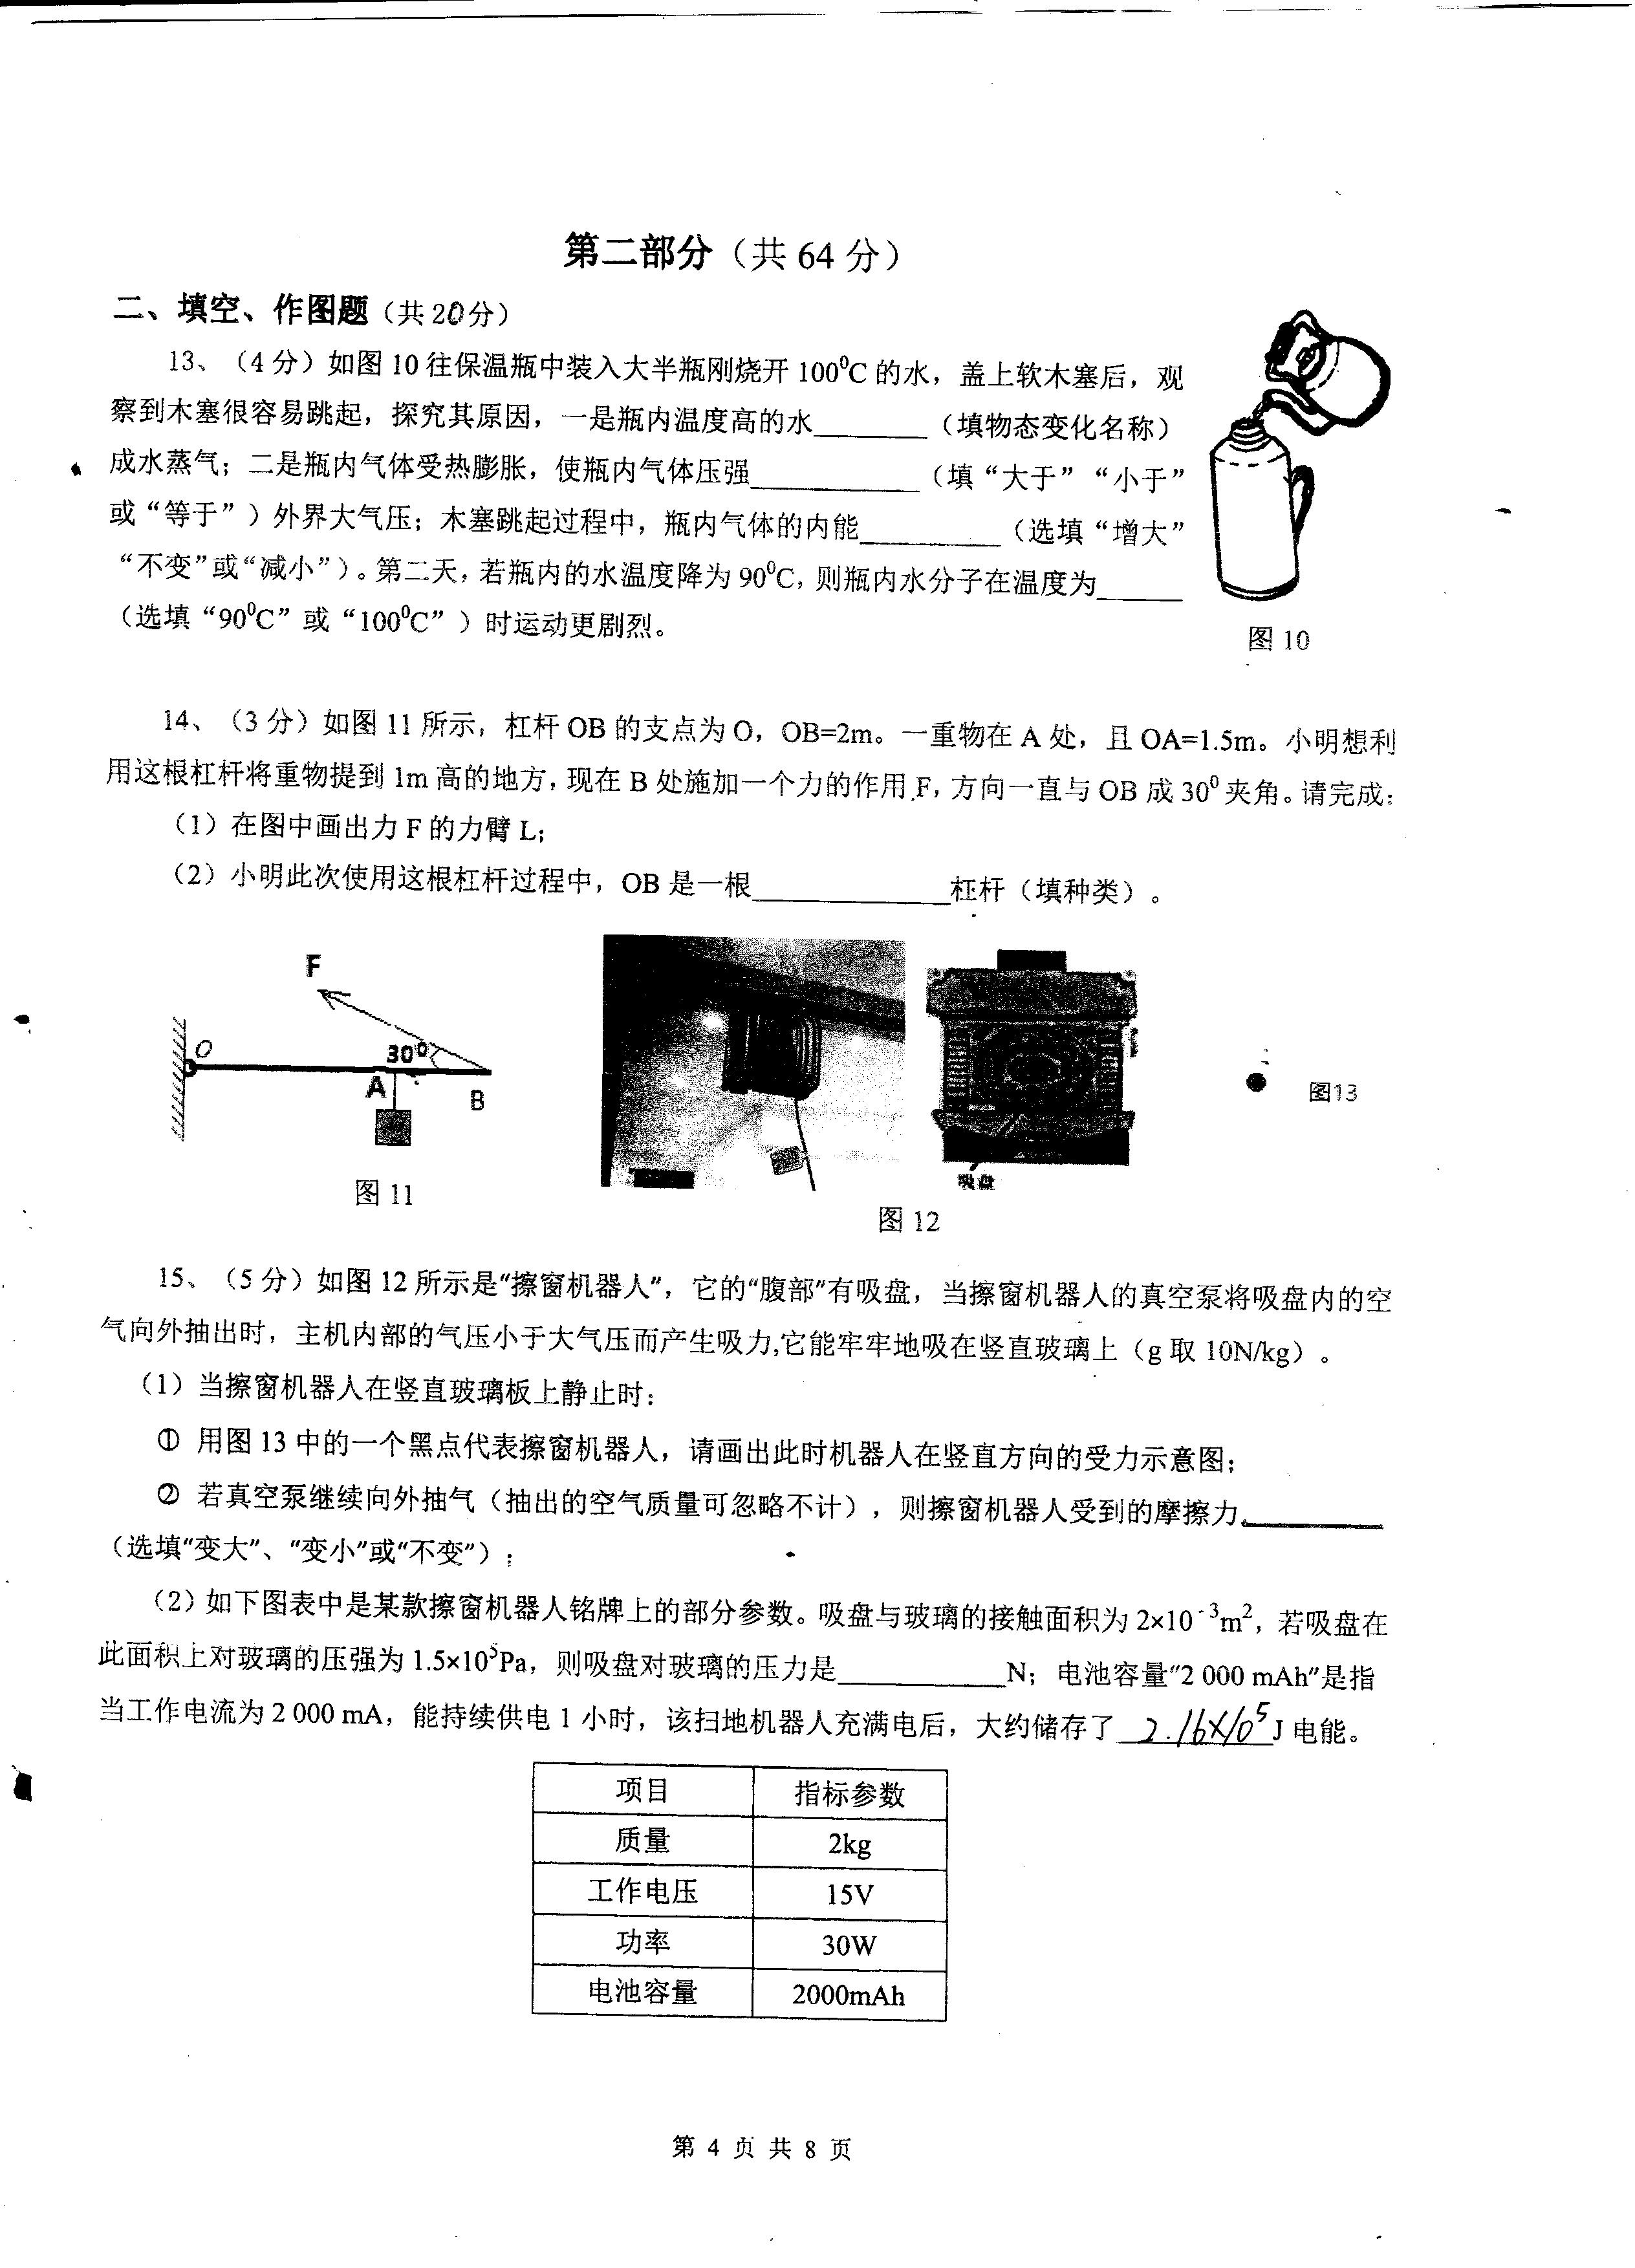 第二部分（共 64 分）
二、填空、作图题（共20分）
13、（4 分）如图 10 往保温瓶中装入大半瓶刚烧开 100⁰C 的水，盖上软木塞后，观
察到木塞很容易跳起，探究其原因，一是瓶内温度高的水________（填物态变化名称）
成水蒸气；二是瓶内气体受热膨胀，使瓶内气体压强____________（填“大于”“小于”
或“等于”）外界大气压；木塞跳起过程中，瓶内气体的内能__________（选填“增大”
“不变”或“减小”）。第二天，若瓶内的水温度降为 90⁰C，则瓶内水分子在温度为______
（选填“90⁰C”或“100⁰C”）时运动更剧烈。
图 10
14、（3 分）如图 11 所示，杠杆 OB 的支点为 O，OB=2m。一重物在 A 处，且 OA=1.5m。小明想利
用这根杠杆将重物提到 1m 高的地方，现在 B 处施加一个力的作用 F，方向一直与 OB 成 30⁰ 夹角。请完成：
（1）在图中画出力 F 的力臂 L;
（2）小明此次使用这根杠杆过程中，OB 是一根______________杠杆（填种类）。
F
O
30⁰
A
B
图 11
吸盘
图 12
图13
15、（5 分）如图 12 所示是“擦窗机器人”，它的“腹部”有吸盘，当擦窗机器人的真空泵将吸盘内的空
气向外抽出时，主机内部的气压小于大气压而产生吸力,它能牢牢地吸在竖直玻璃上（g 取 10N/kg）。
（1）当擦窗机器人在竖直玻璃板上静止时：
① 用图 13 中的一个黑点代表擦窗机器人，请画出此时机器人在竖直方向的受力示意图；
② 若真空泵继续向外抽气（抽出的空气质量可忽略不计），则擦窗机器人受到的摩擦力__________
（选填“变大”、“变小”或“不变”）；
（2）如下图表中是某款擦窗机器人铭牌上的部分参数。吸盘与玻璃的接触面积为 2×10⁻³m²，若吸盘在
此面积上对玻璃的压强为 1.5×10⁵Pa，则吸盘对玻璃的压力是____________N；电池容量“2 000 mAh”是指
当工作电流为 2 000 mA，能持续供电 1 小时，该扫地机器人充满电后，大约储存了 2.16×10⁵ J 电能。
项目 指标参数
质量 2kg
工作电压 15V
功率 30W
电池容量 2000mAh
第 4 页 共 8 页